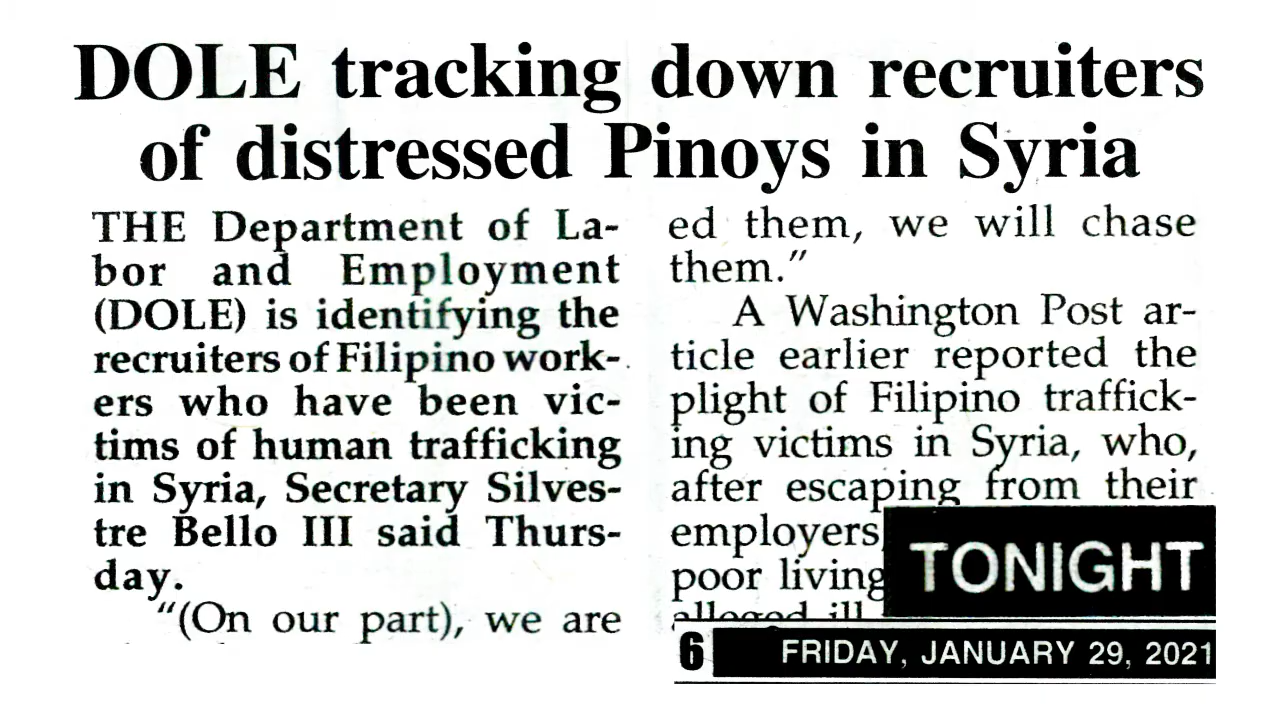 DOLE tracking down recruiters
of distressed Pinoys in Syria
THE Department of La-
bor and Employment
(DOLE) is identifying the
recruiters of Filipino work-
ers who have been vic-
tims of human trafficking
in Syria, Secretary Silves-
tre Bello III said Thurs-
day.
"(On our part), we are
ed them, we will chase
them."
A Washington Post ar-
ticle earlier reported the
plight of Filipino traffick-
ing victims in Syria, who,
after escaping from their
employers
poor living
alleged ill
TONIGHT
6 FRIDAY, JANUARY 29, 2021